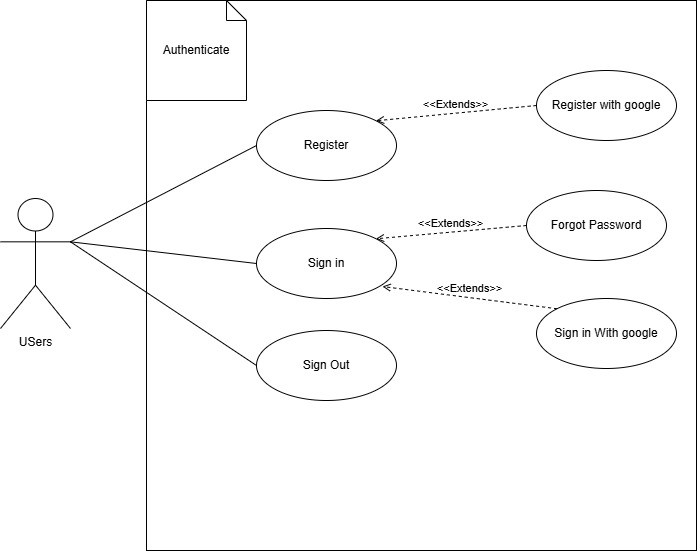 Authenticate
<<Extends>>
Register with google
Register
<<Extends>>
Forgot Password
Sign in
<<Extends>>
Sign in With google
USers
Sign Out